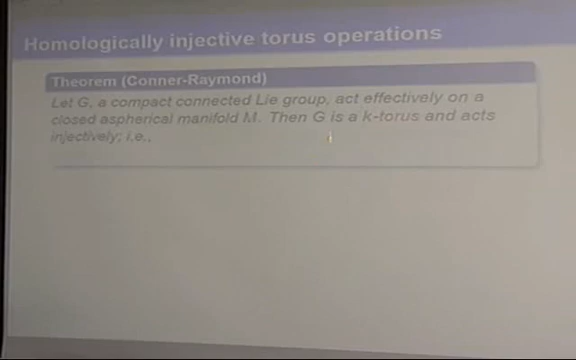 Homologically injective torus operations
Theorem (Conner-Raymond)
Let G, a compact connected Lie group, act effectively on a
closed aspherical manifold M. Then G is a k-torus and acts
injectively; i.e.,